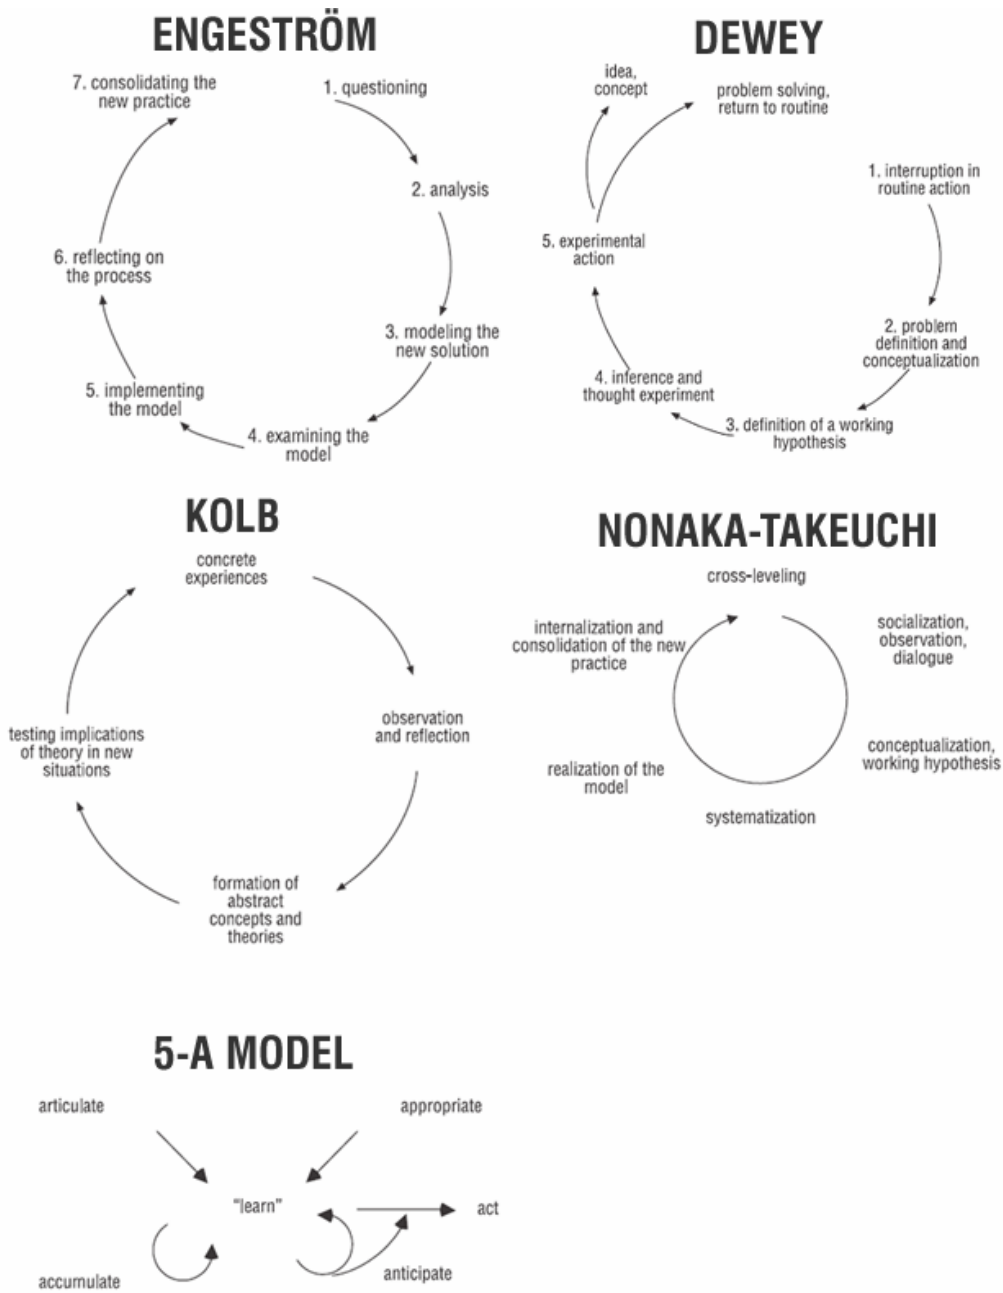 ENGESTRÖM
7. consolidating the
new practice
1. questioning
2. analysis
3. modeling the
new solution
4. examining the
model
5. implementing
the model
6. reflecting on
the process
DEWEY
idea,
concept
problem solving,
return to routine
1. interruption in
routine action
2. problem
definition and
conceptualization
3. definition of a working
hypothesis
4. inference and
thought experiment
5. experimental
action
KOLB
concrete
experiences
observation
and reflection
formation of
abstract
concepts and
theories
testing implications
of theory in new
situations
NONAKA-TAKEUCHI
cross-leveling
socialization,
observation,
dialogue
conceptualization,
working hypothesis
systematization
realization of the
model
internalization and
consolidation of the new
practice
5-A MODEL
articulate
appropriate
"learn"
act
accumulate
anticipate